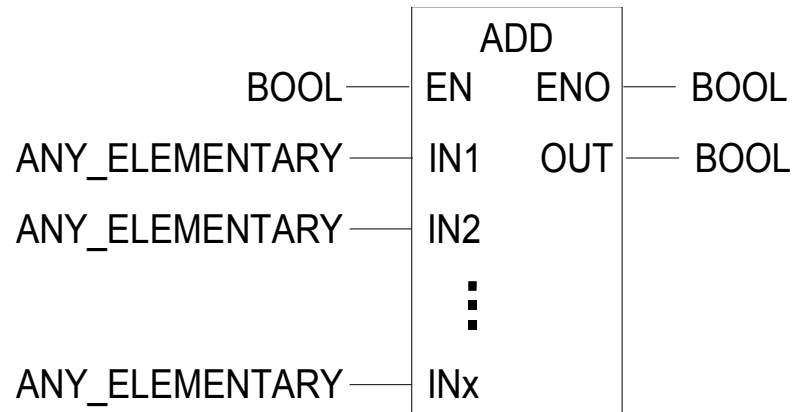 ADD
BOOL EN ENO BOOL
ANY_ELEMENTARY IN1 OUT BOOL
ANY_ELEMENTARY IN2
ANY_ELEMENTARY INx